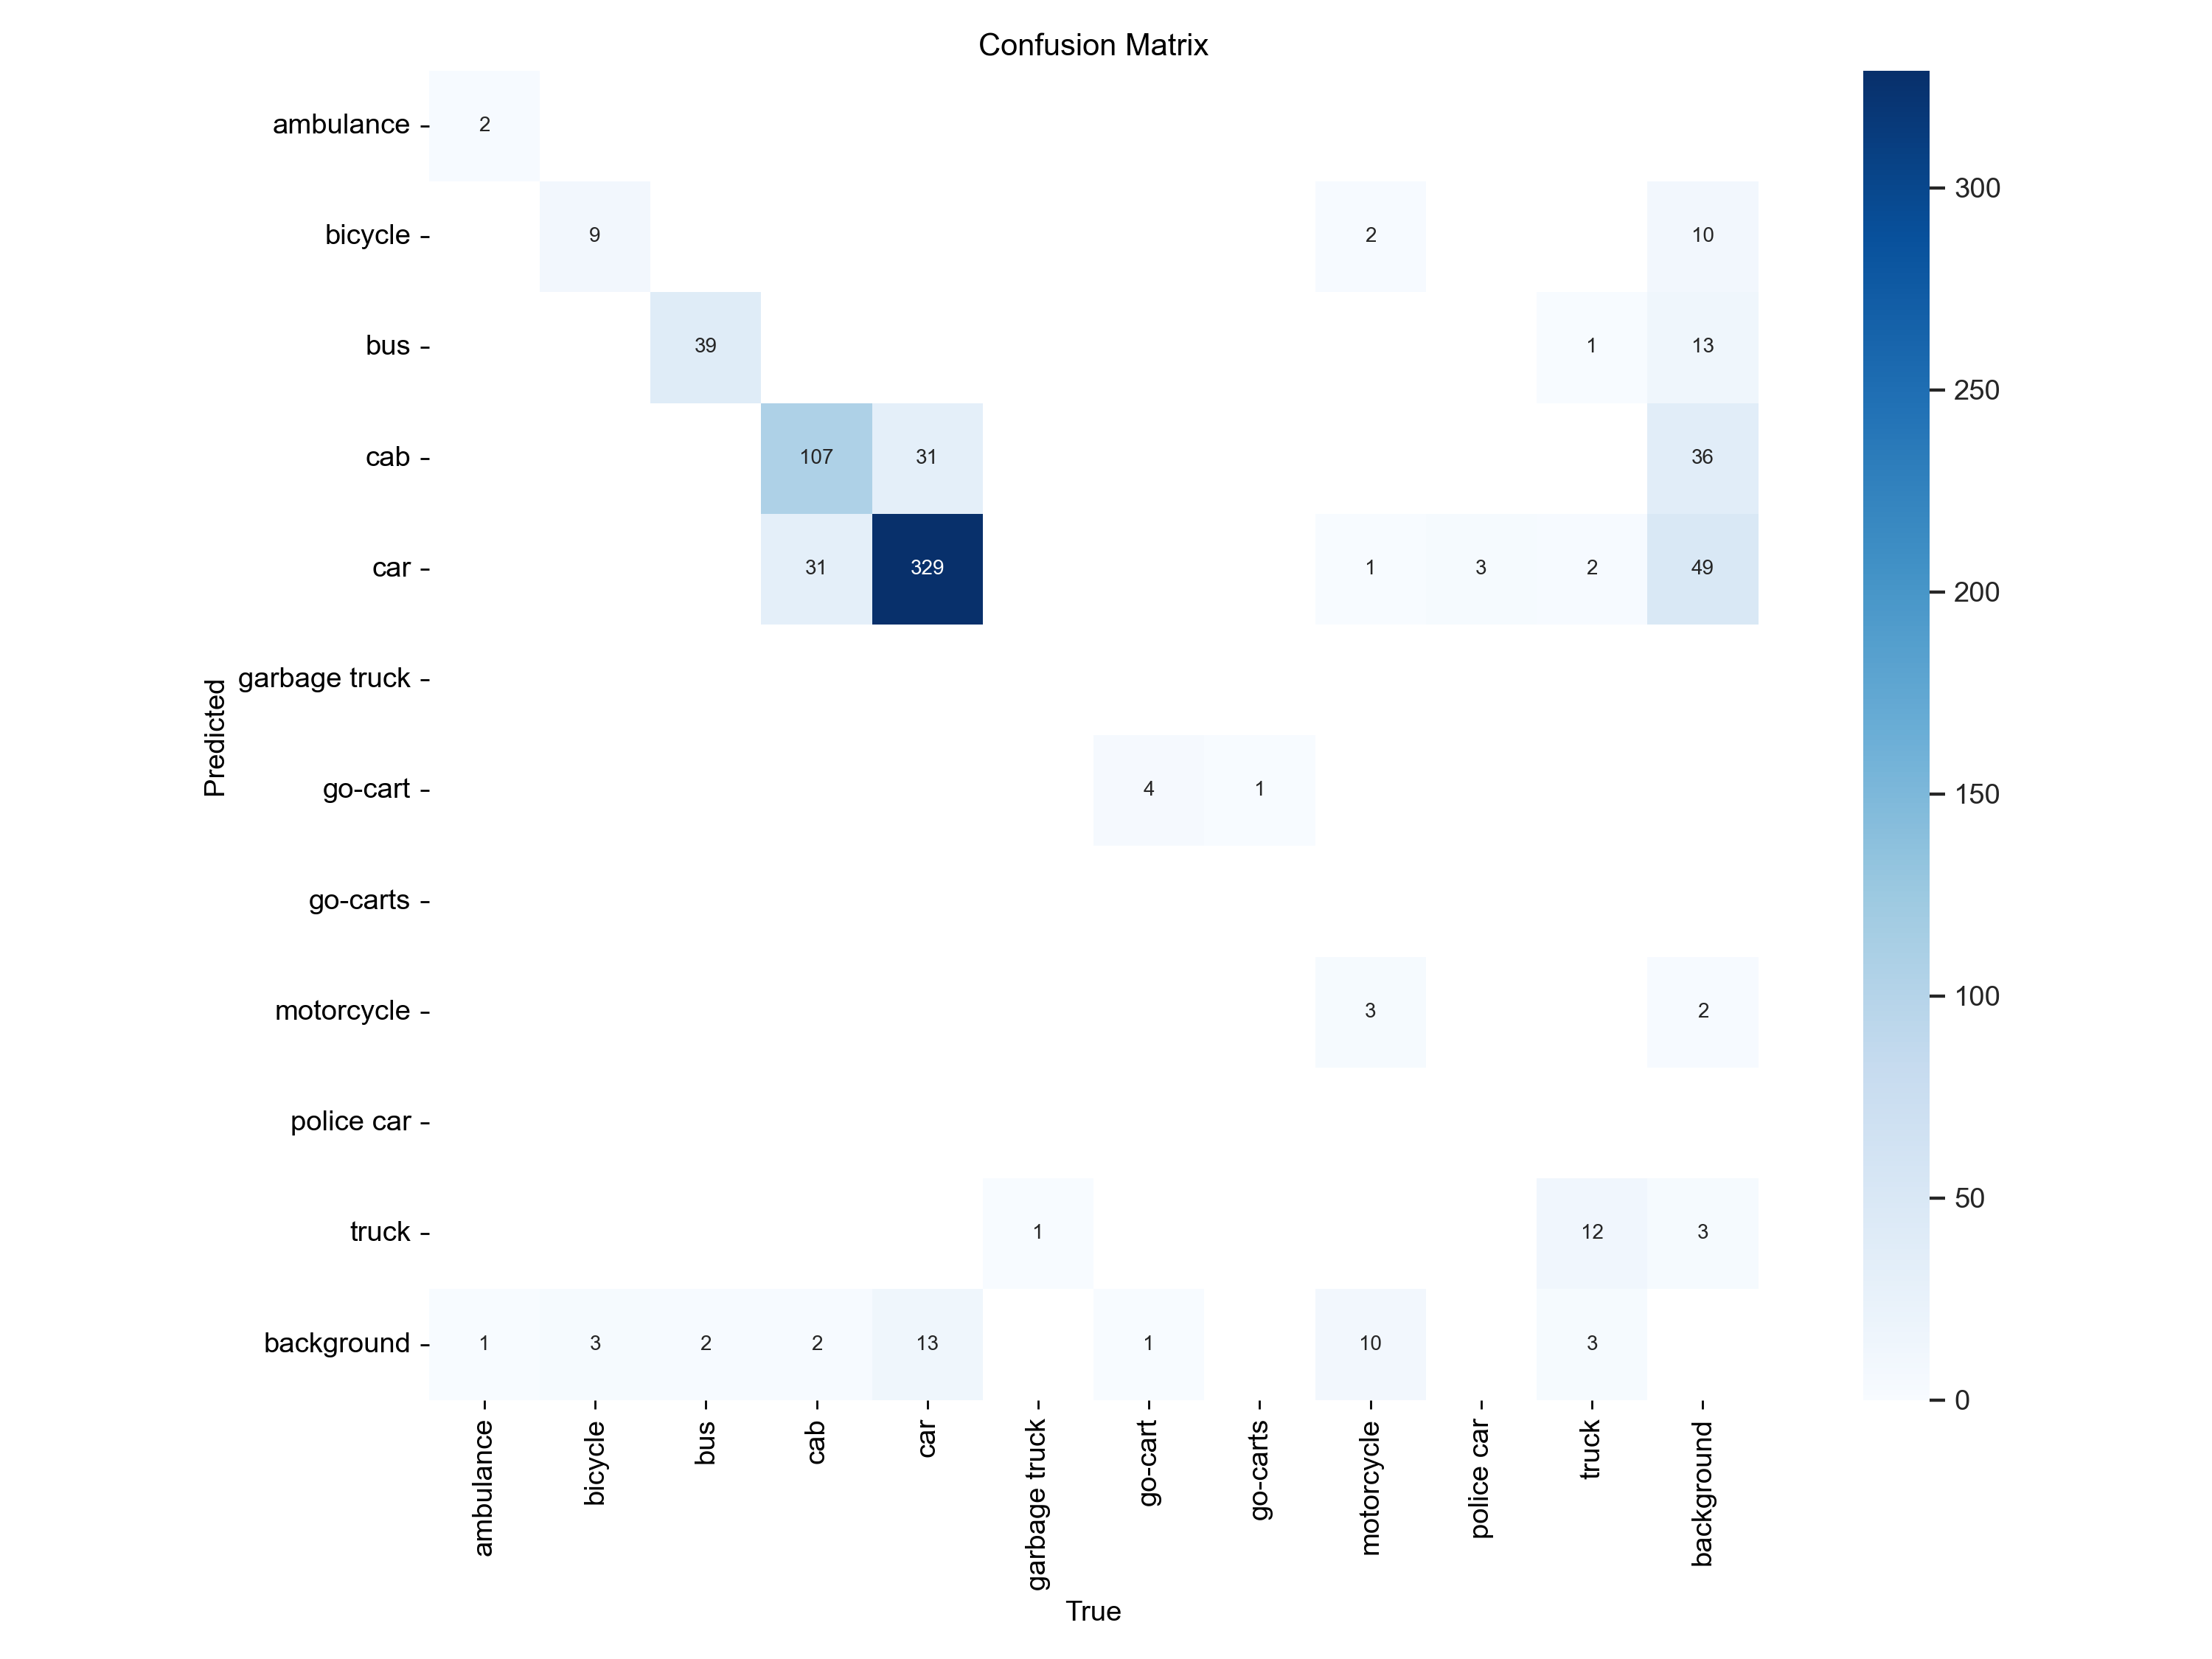 Confusion Matrix
ambulance 2
bicycle 9 2 10
bus 39 1 13
cab 107 31 36
car 31 329 1 3 2 49
garbage truck
go-cart 4 1
go-carts
motorcycle 3 2
police car
truck 1 12 3
background 1 3 2 2 13 1 10 3
Predicted
ambulance
bicycle
bus
cab
car
garbage truck
go-cart
go-carts
motorcycle
police car
truck
background
True
300
250
200
150
100
50
0